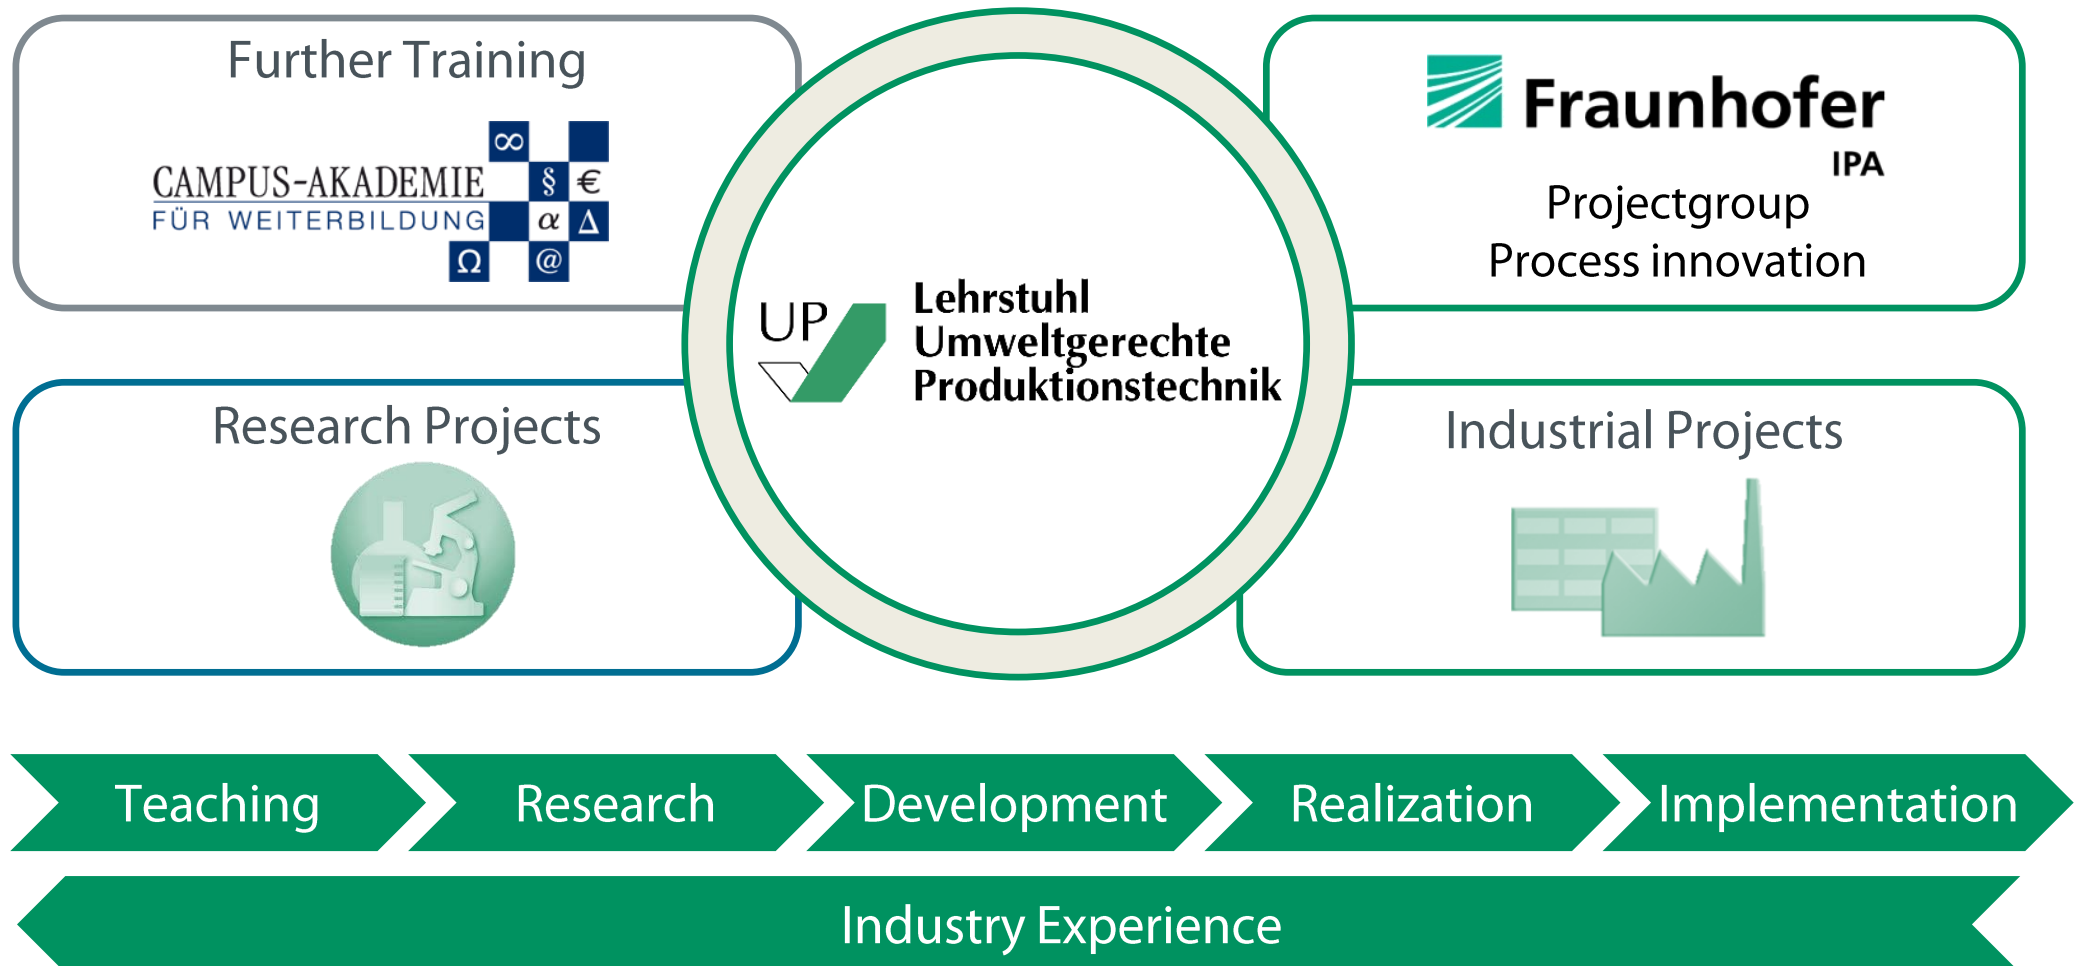 Further Training
CAMPUS-AKADEMIE
FÜR WEITERBILDUNG
∞
§ €
α Δ
Ω @
Fraunhofer
IPA
Projectgroup
Process innovation
UP
Lehrstuhl
Umweltgerechte
Produktionstechnik
Research Projects
Industrial Projects
Teaching
Research
Development
Realization
Implementation
Industry Experience